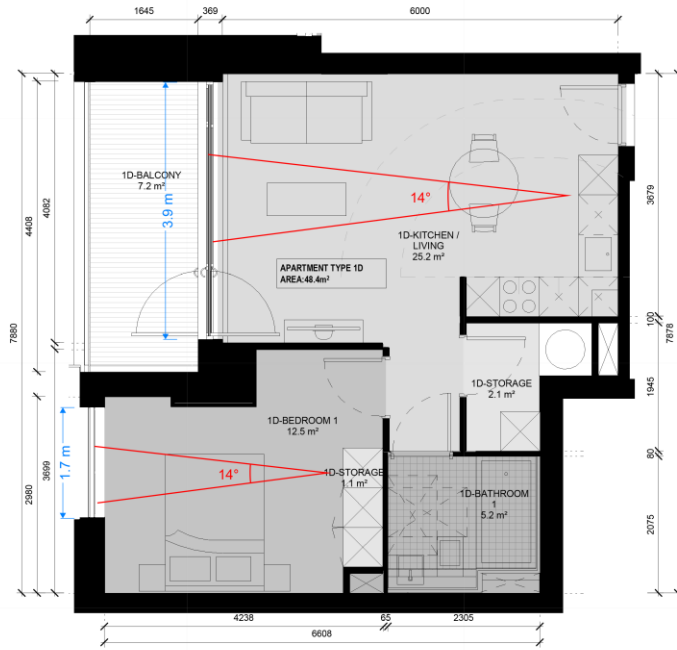 1645
369
6000
1D-BALCONY
7.2 m²
3.9 m
14°
1D-KITCHEN /
LIVING
25.2 m²
APARTMENT TYPE 1D
AREA:48.4m²
4408
4082
7880
3679
100
7878
1D-STORAGE
2.1 m²
1945
1D-BEDROOM 1
12.5 m²
1.7 m
14°
1D-STORAGE
1.1 m²
80
3699
2980
1D-BATHROOM
1
5.2 m²
2075
4238
65
2305
6608